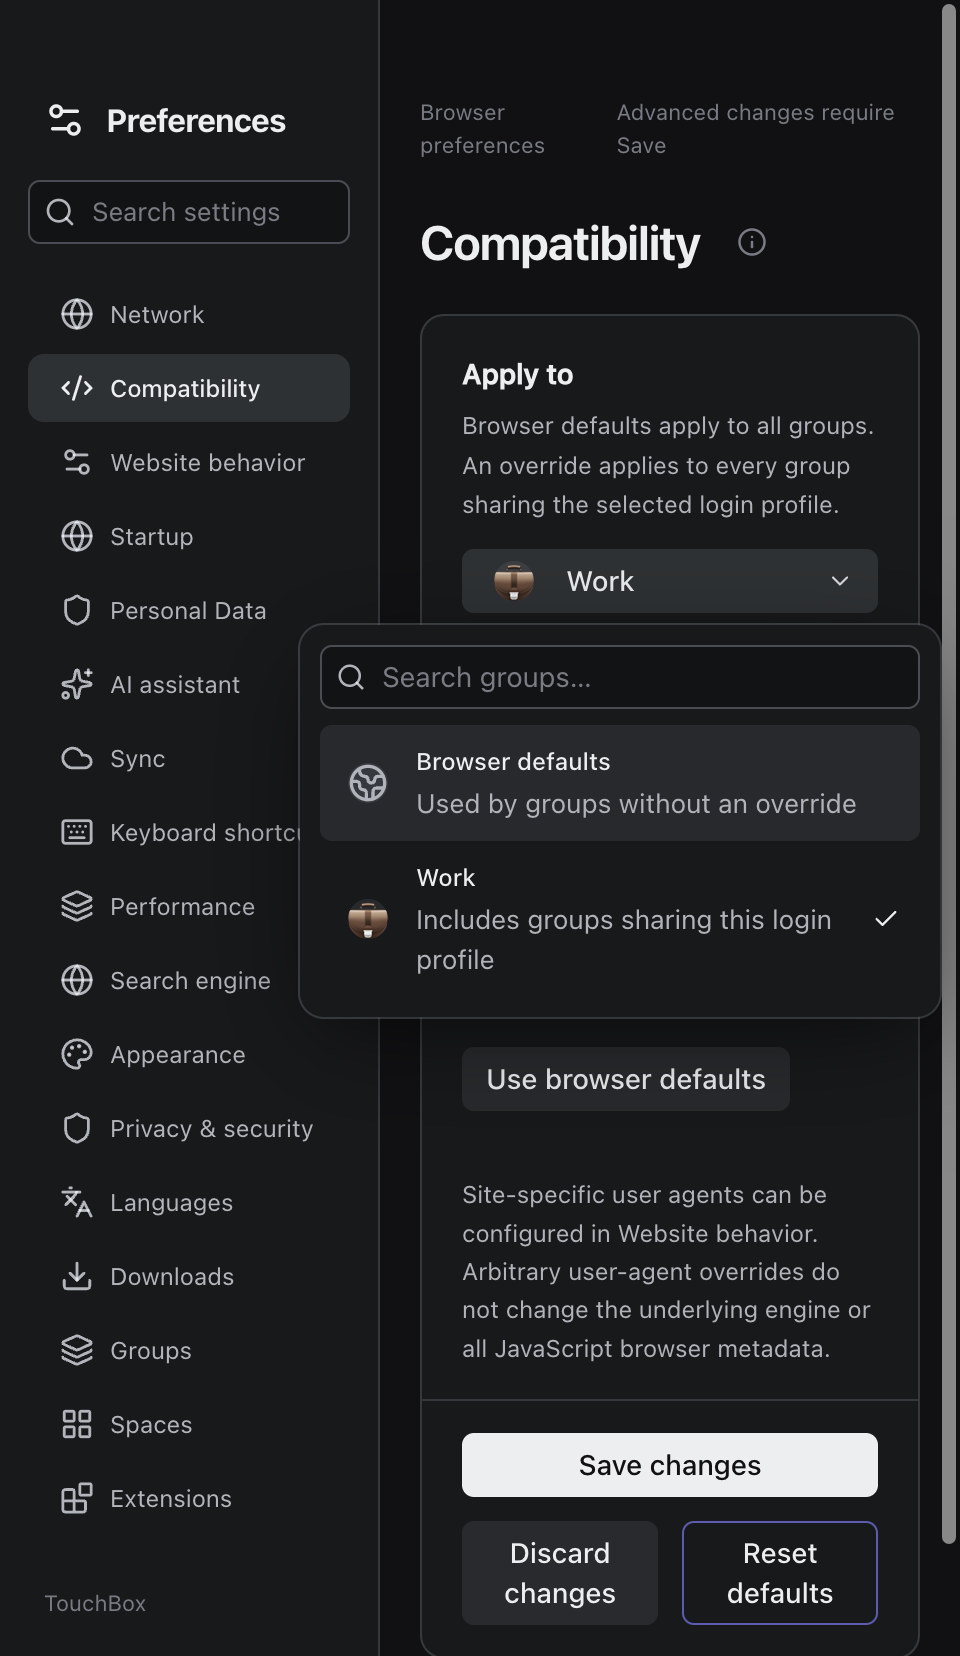 Preferences
Search settings
Network
Compatibility
Website behavior
Startup
Personal Data
AI assistant
Sync
Keyboard shortcu
Performance
Search engine
Appearance
Privacy & security
Languages
Downloads
Groups
Spaces
Extensions
TouchBox
Browser
preferences
Advanced changes require
Save
Compatibility
Apply to
Browser defaults apply to all groups.
An override applies to every group
sharing the selected login profile.
Work
Search groups...
Browser defaults
Used by groups without an override
Work
Includes groups sharing this login
profile
Use browser defaults
Site-specific user agents can be
configured in Website behavior.
Arbitrary user-agent overrides do
not change the underlying engine or
all JavaScript browser metadata.
Save changes
Discard
changes
Reset
defaults